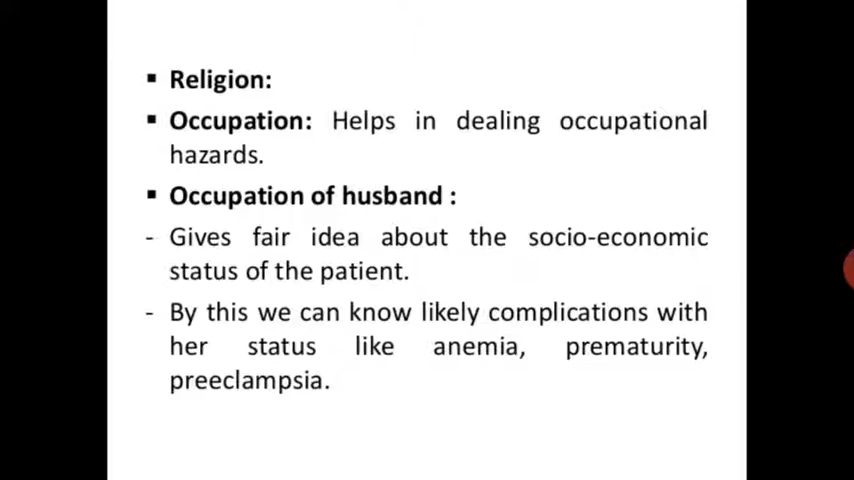 ▪ Religion:
▪ Occupation: Helps in dealing occupational
hazards.
▪ Occupation of husband :
- Gives fair idea about the socio-economic
status of the patient.
- By this we can know likely complications with
her status like anemia, prematurity,
preeclampsia.